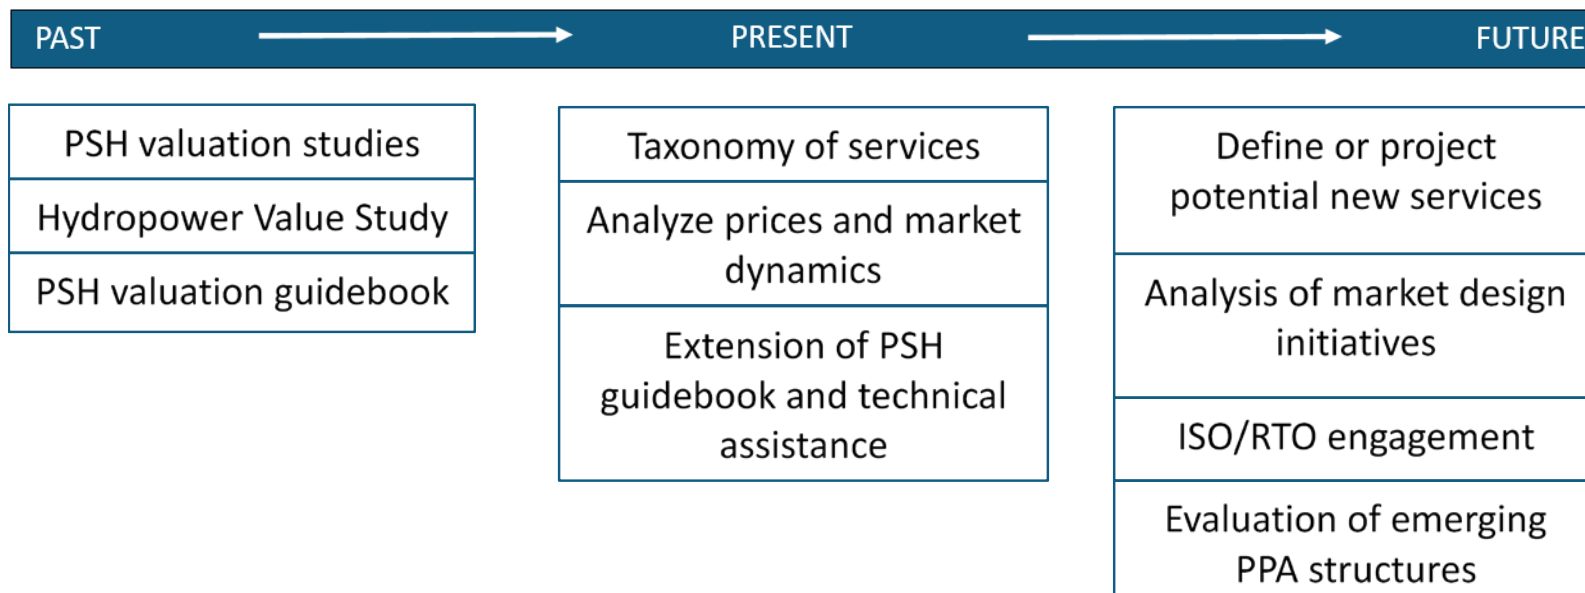 PAST
PRESENT
FUTURE
PSH valuation studies
Hydropower Value Study
PSH valuation guidebook
Taxonomy of services
Analyze prices and market
dynamics
Extension of PSH
guidebook and technical
assistance
Define or project
potential new services
Analysis of market design
initiatives
ISO/RTO engagement
Evaluation of emerging
PPA structures